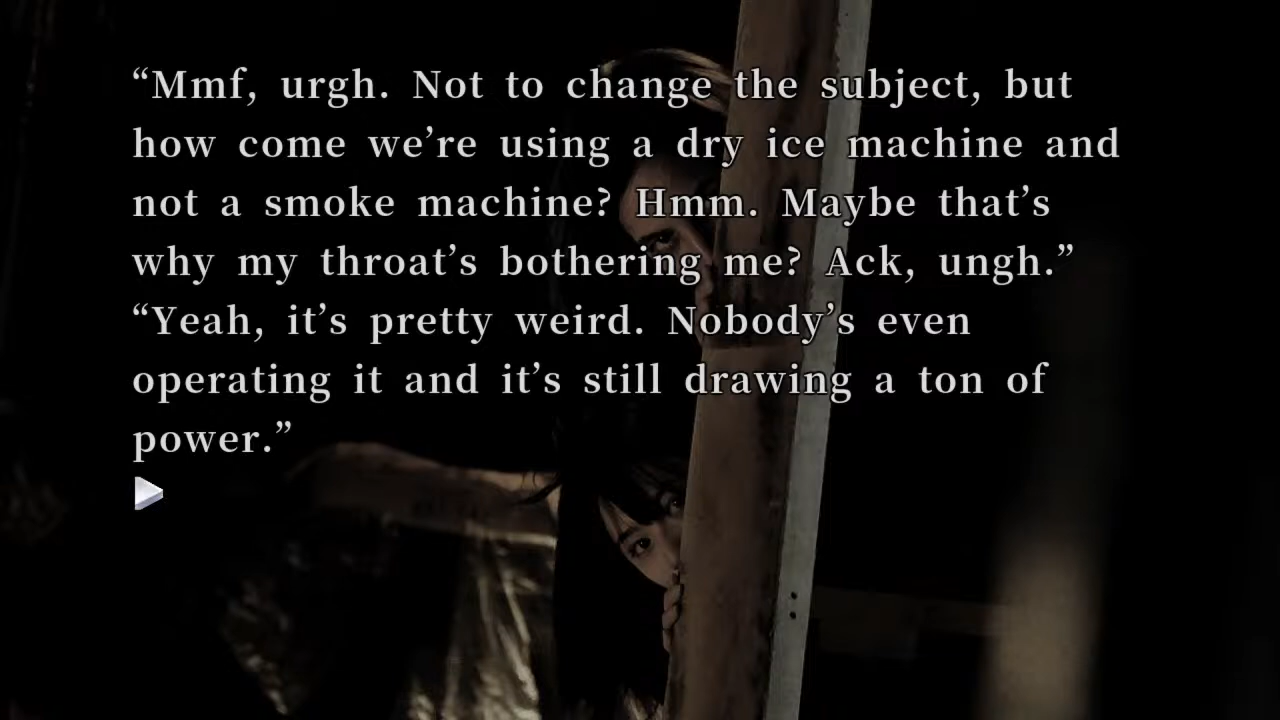 “Mmf, urgh. Not to change the subject, but
how come we’re using a dry ice machine and
not a smoke machine? Hmm. Maybe that’s
why my throat’s bothering me? Ack, ungh.”
“Yeah, it’s pretty weird. Nobody’s even
operating it and it’s still drawing a ton of
power.”